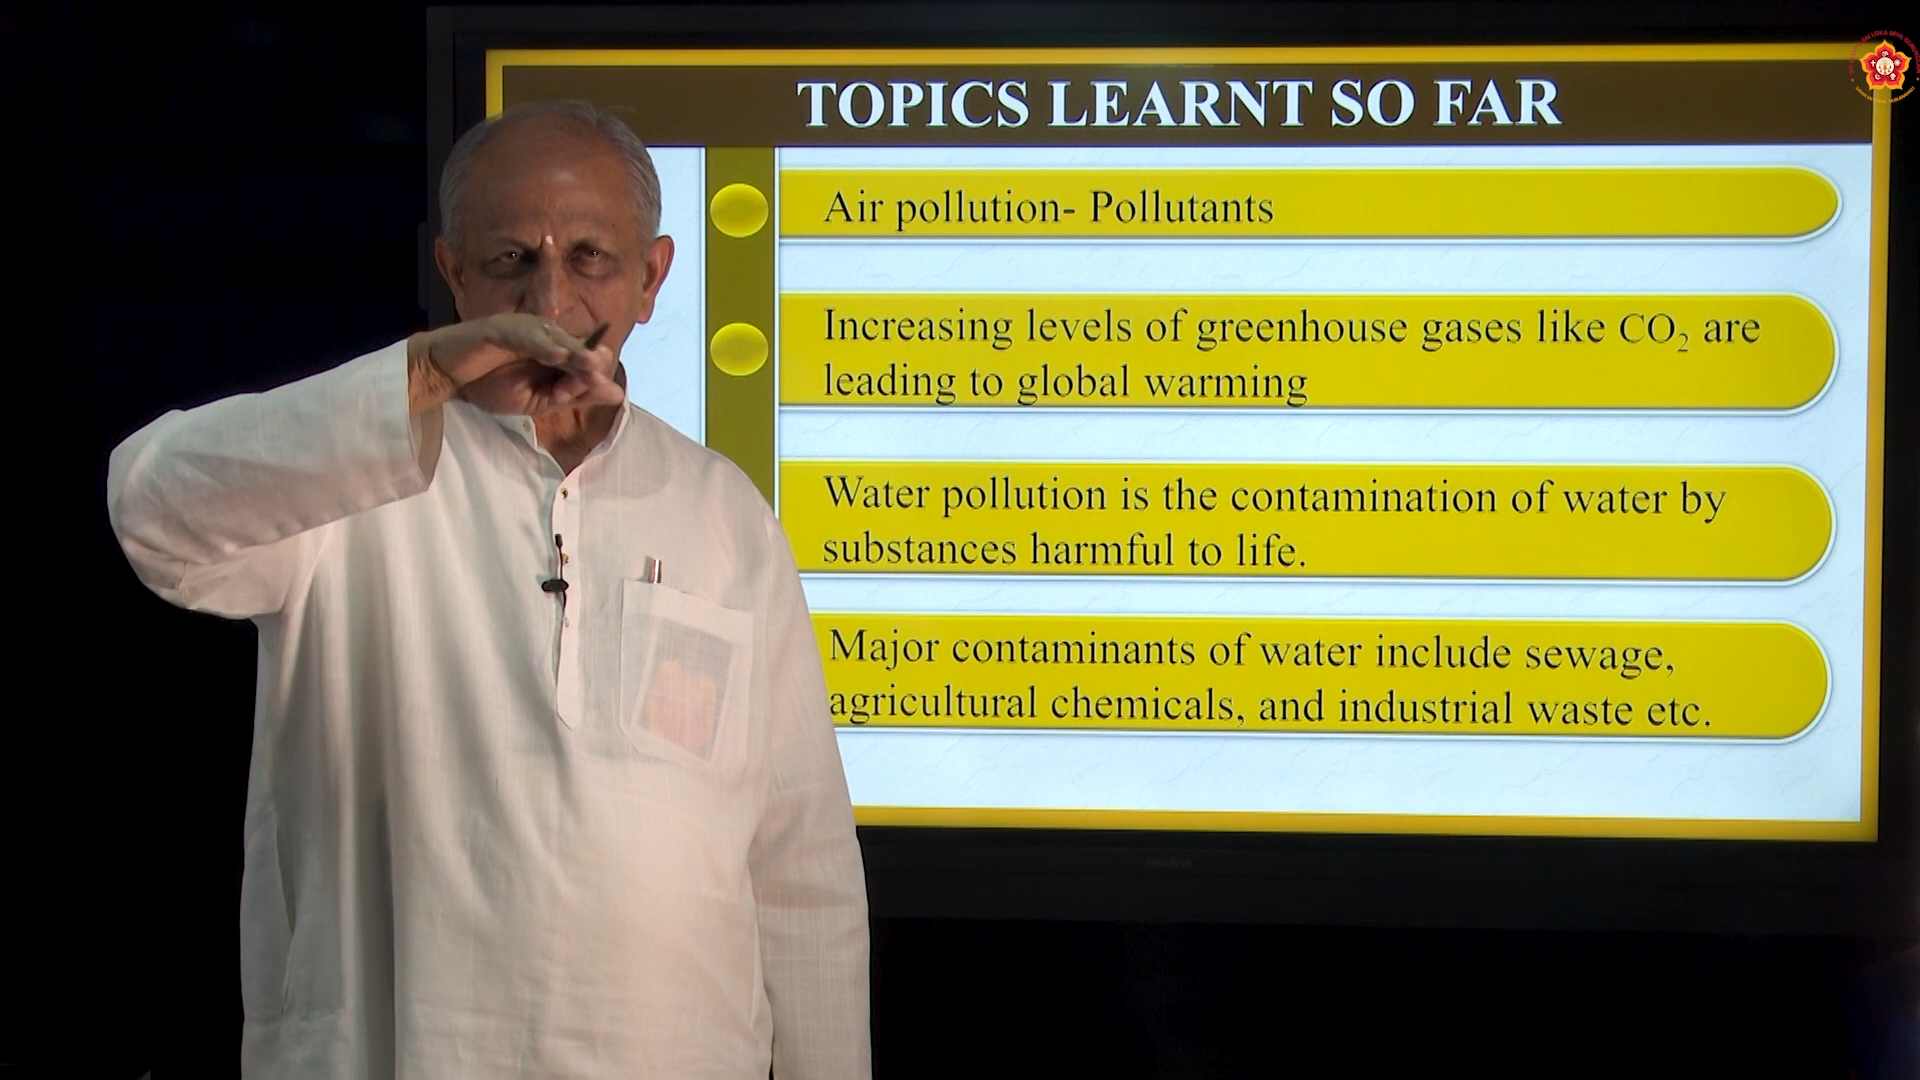 TOPICS LEARNT SO FAR
Air pollution- Pollutants
Increasing levels of greenhouse gases like CO₂ are
leading to global warming
Water pollution is the contamination of water by
substances harmful to life.
Major contaminants of water include sewage,
agricultural chemicals, and industrial waste etc.